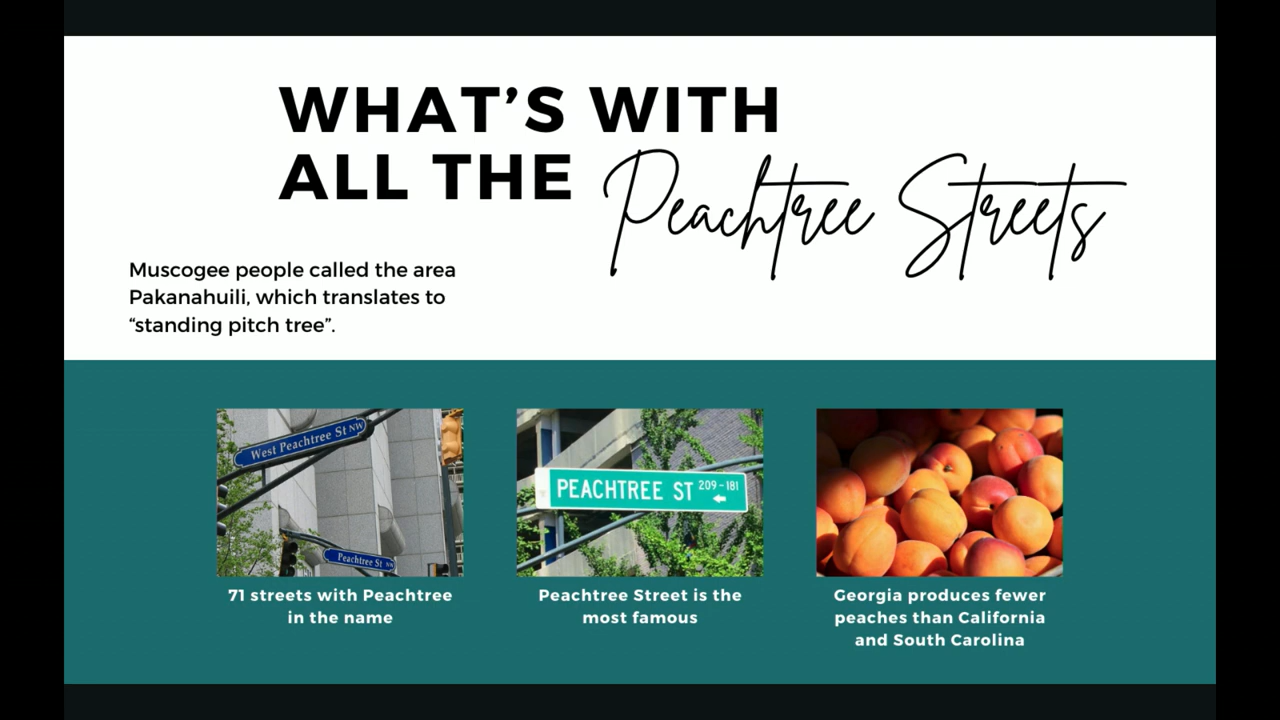 WHAT'S WITH
ALL THE Peachtree Streets
Muscogee people called the area
Pakanahuili, which translates to
“standing pitch tree”.
West Peachtree St NW
Peachtree St NW
PEACHTREE ST 209-181
71 streets with Peachtree
in the name
Peachtree Street is the
most famous
Georgia produces fewer
peaches than California
and South Carolina